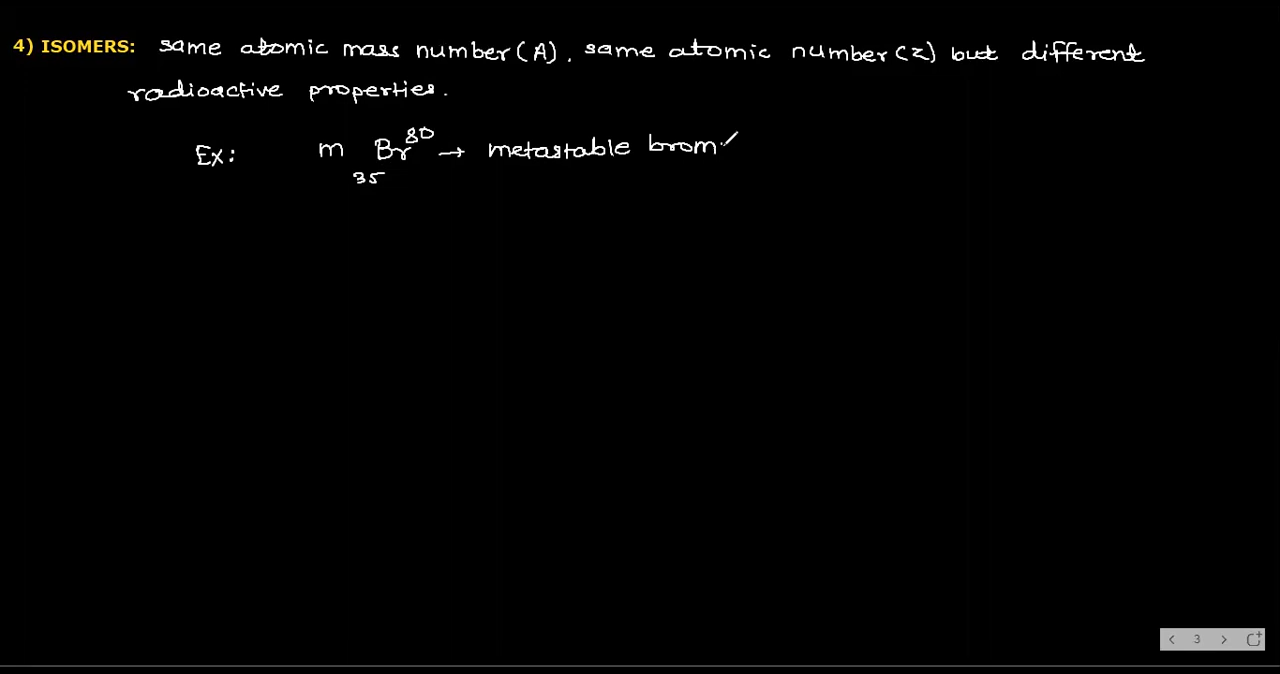 4) ISOMERS: same atomic mass number (A), same atomic number (Z) but different
radioactive properties.
Ex: m 35 Br 80 → metastable brom
3